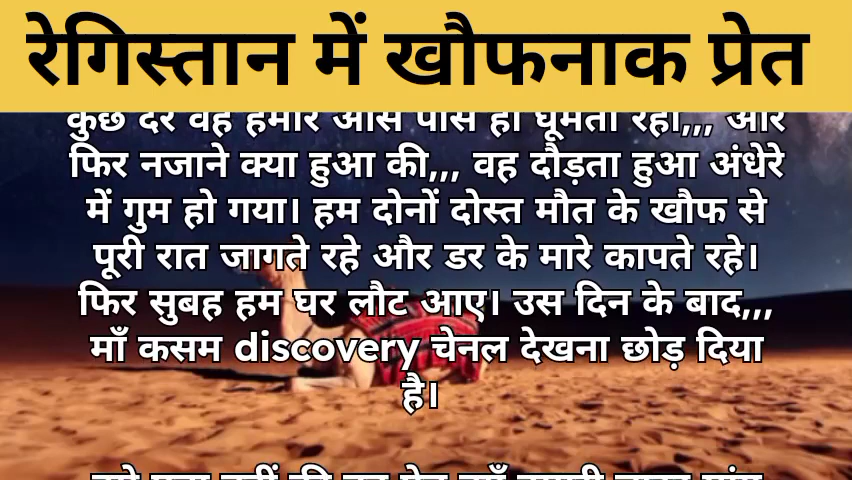 रेगिस्तान में खौफनाक प्रेत
कुछ देर वह हमारे आस पास ही घूमता रहा,,, और
फिर नजाने क्या हुआ की,,, वह दौड़ता हुआ अंधेरे
में गुम हो गया। हम दोनों दोस्त मौत के खौफ से
पूरी रात जागते रहे और डर के मारे कापते रहे।
फिर सुबह हम घर लौट आए। उस दिन के बाद,,,
माँ कसम discovery चेनल देखना छोड़ दिया
है।